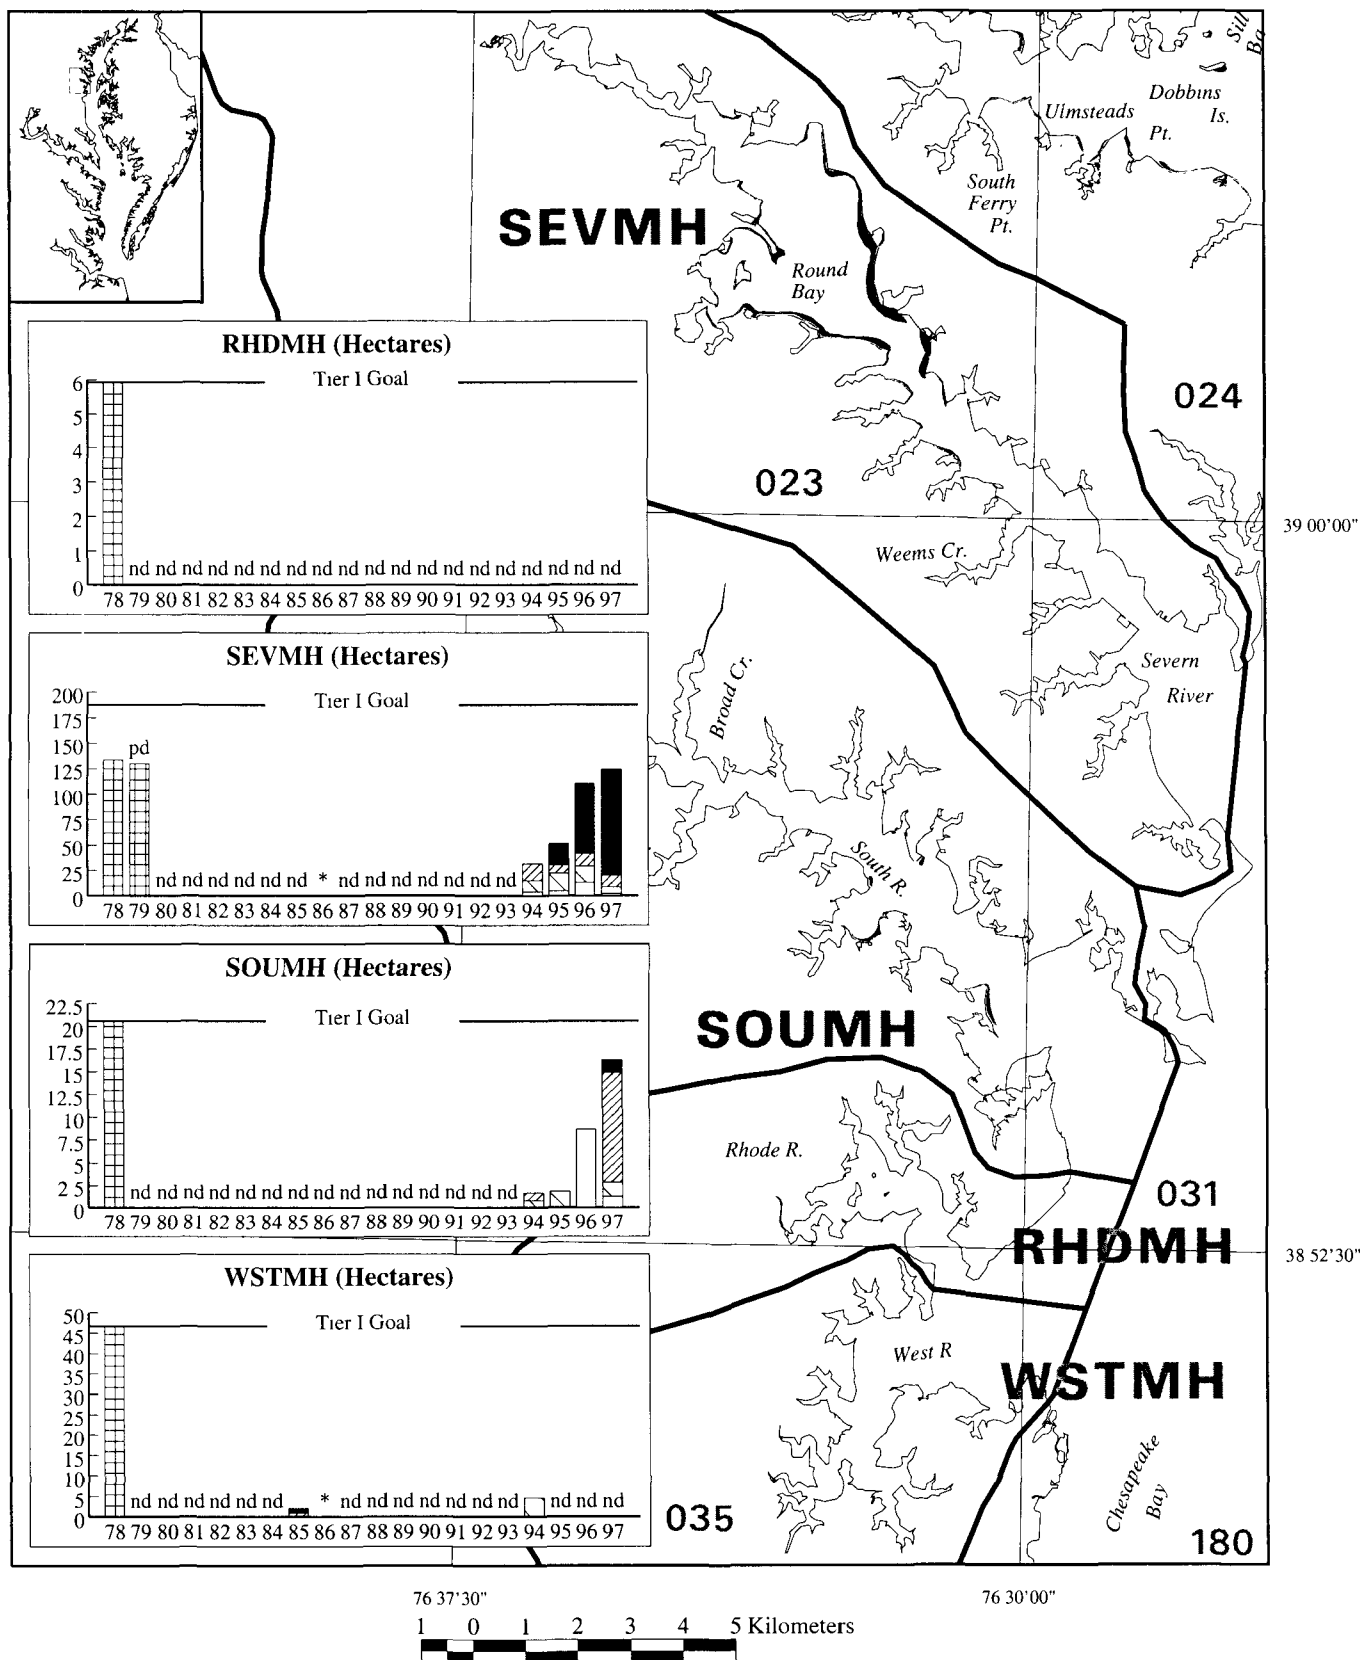 Sill
Ba
Dobbins
Is.
Ulmsteads
Pt.
South
Ferry
Pt.
SEVMH
Round
Bay
024
023
39 00'00"
Weems Cr.
Severn
River
Broad Cr.
South R.
SOUMH
Rhode R.
031
RHDMH
38 52'30"
West R
WSTMH
Chesapeake
Bay
035
180
RHDMH (Hectares)
Tier I Goal
6
5
4
3
2
1
0
nd nd nd nd nd nd nd nd nd nd nd nd nd nd nd nd nd nd nd
78 79 80 81 82 83 84 85 86 87 88 89 90 91 92 93 94 95 96 97
SEVMH (Hectares)
Tier I Goal
200
175
150
125
100
75
50
25
0
pd
nd nd nd nd nd nd * nd nd nd nd nd nd nd
78 79 80 81 82 83 84 85 86 87 88 89 90 91 92 93 94 95 96 97
SOUMH (Hectares)
Tier I Goal
22.5
20
17.5
15
12.5
10
7.5
5
2 5
0
nd nd nd nd nd nd nd nd nd nd nd nd nd nd nd
78 79 80 81 82 83 84 85 86 87 88 89 90 91 92 93 94 95 96 97
WSTMH (Hectares)
Tier I Goal
50
45
40
35
30
25
20
15
10
5
0
nd nd nd nd nd nd * nd nd nd nd nd nd nd nd nd nd
78 79 80 81 82 83 84 85 86 87 88 89 90 91 92 93 94 95 96 97
76 37'30"
76 30'00"
1 0 1 2 3 4 5 Kilometers